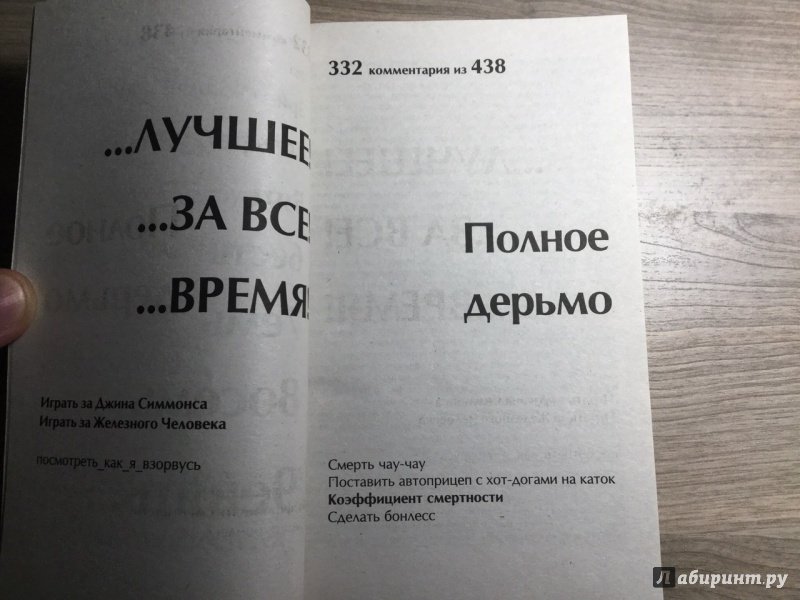 ...ЛУЧШЕЕ!
...ЗА ВСЕ!
...ВРЕМЯ!
Играть за Джина Симмонса
Играть за Железного Человека
посмотреть_как_я_взорвусь
332 комментария из 438
Полное
дерьмо
Смерть чау-чау
Поставить автоприцеп с хот-догами на каток
Коэффициент смертности
Сделать бонлесс
Лабиринт.ру